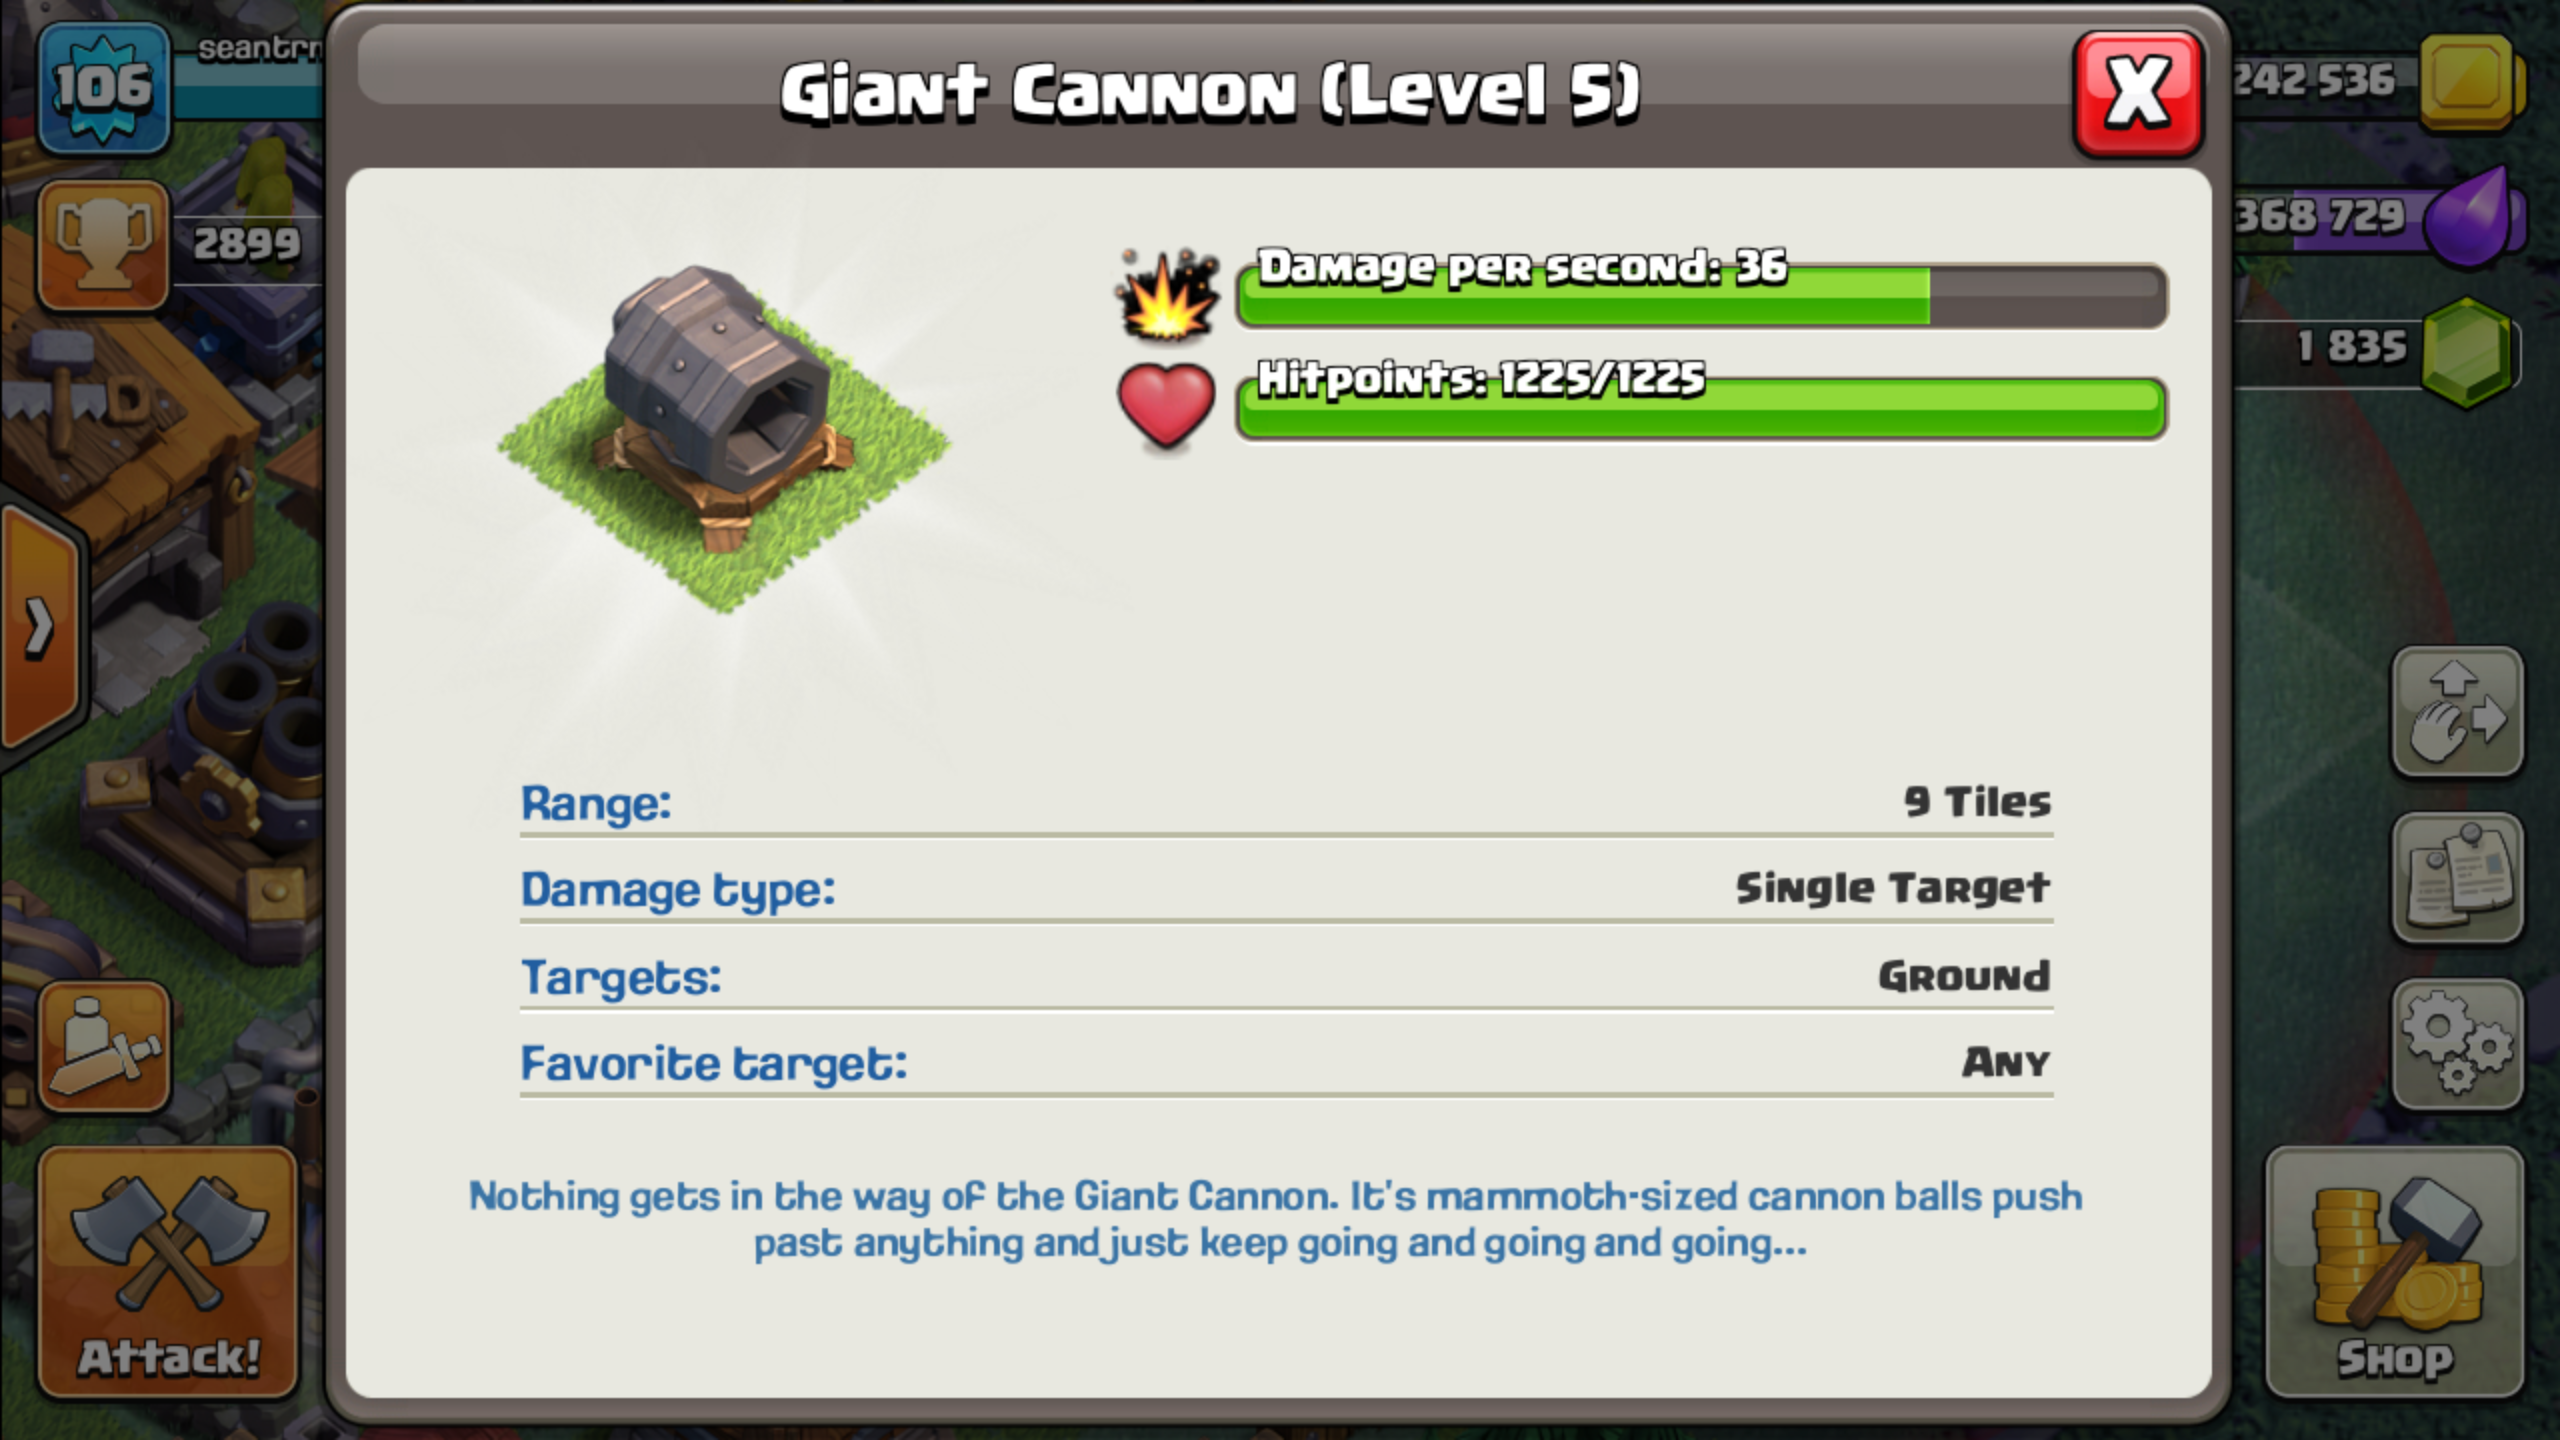 106
2899
Giant Cannon (Level 5)
X
242 536
368 729
1 835
Damage per second: 36
Hitpoints: 1225/1225
Range: 9 Tiles
Damage type: Single Target
Targets: Ground
Favorite target: Any
Nothing gets in the way of the Giant Cannon. It's mammoth-sized cannon balls push
past anything and just keep going and going and going...
Attack!
Shop